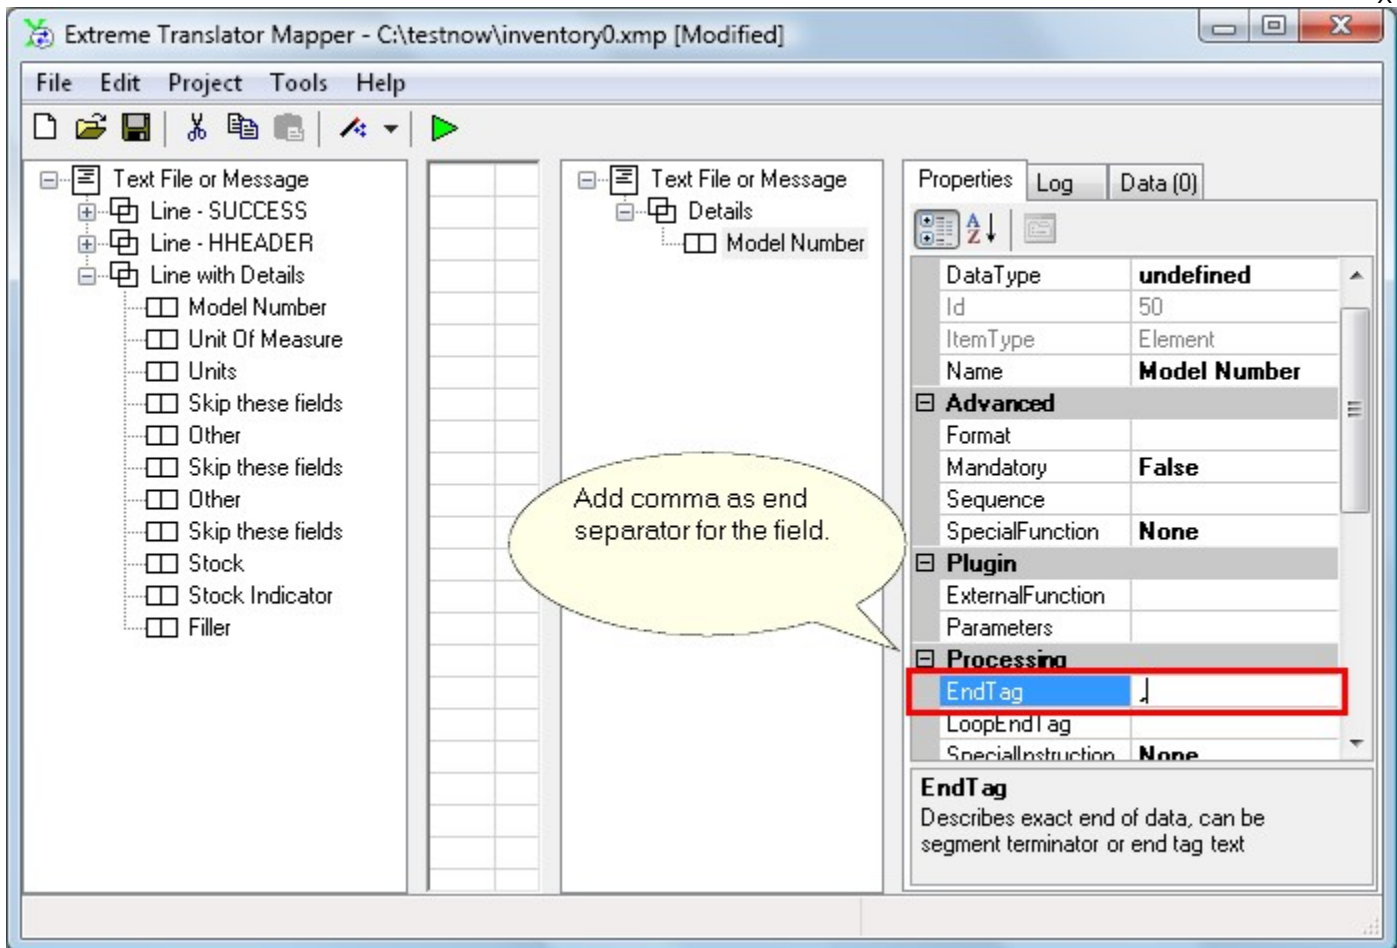 Extreme Translator Mapper - C:\testnow\inventory0.xmp [Modified]
File Edit Project Tools Help
Text File or Message
Line - SUCCESS
Line - HHEADER
Line with Details
Model Number
Unit Of Measure
Units
Skip these fields
Other
Skip these fields
Other
Skip these fields
Stock
Stock Indicator
Filler
Text File or Message
Details
Model Number
Add comma as end
separator for the field.
Properties Log Data (0)
DataType undefined
Id 50
ItemType Element
Name Model Number
Advanced
Format
Mandatory False
Sequence
SpecialFunction None
Plugin
ExternalFunction
Parameters
Processing
EndTag ,
LoopEndTag
SpecialInstruction None
EndTag
Describes exact end of data, can be
segment terminator or end tag text